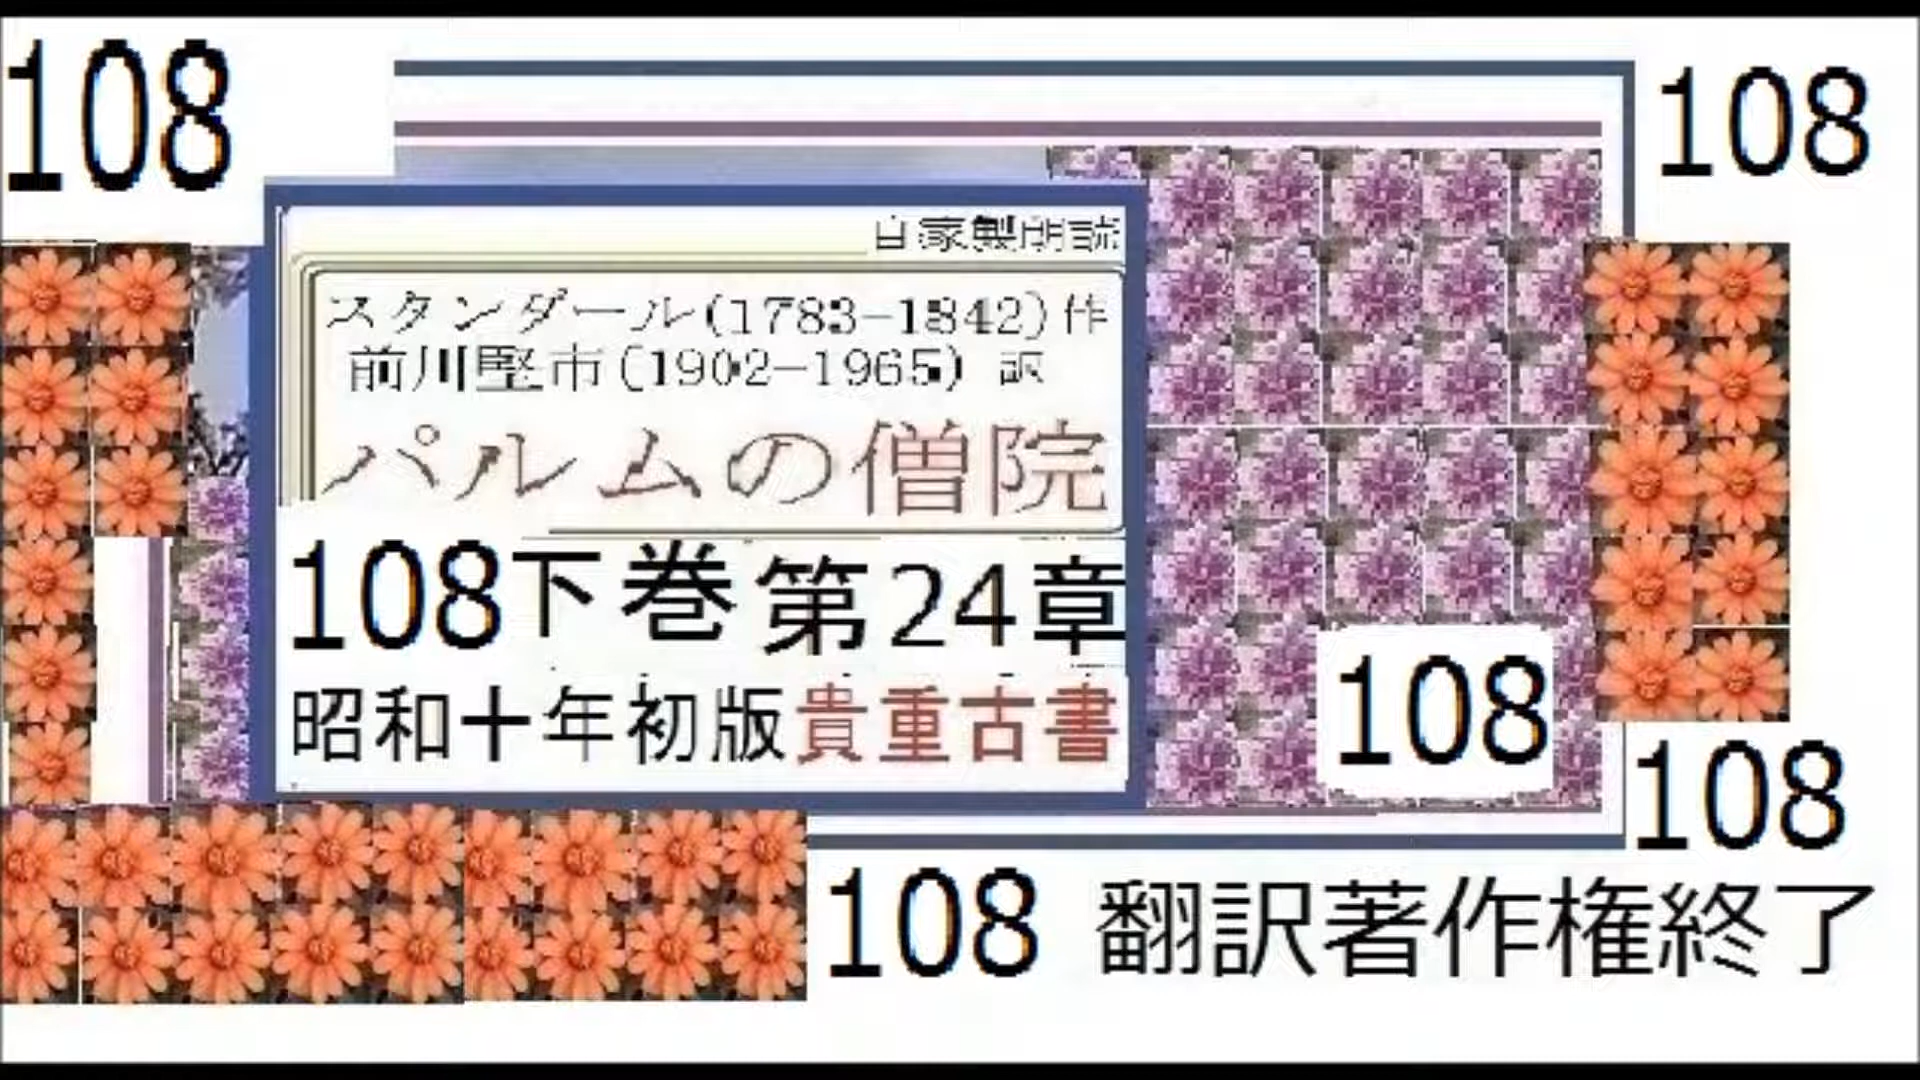 108
108
自家製朗読
スタンダール(1783-1842)作
前川堅市(1902-1965) 訳
パルムの僧院
108下巻第24章
昭和十年初版貴重古書
108
108
108 翻訳著作権終了